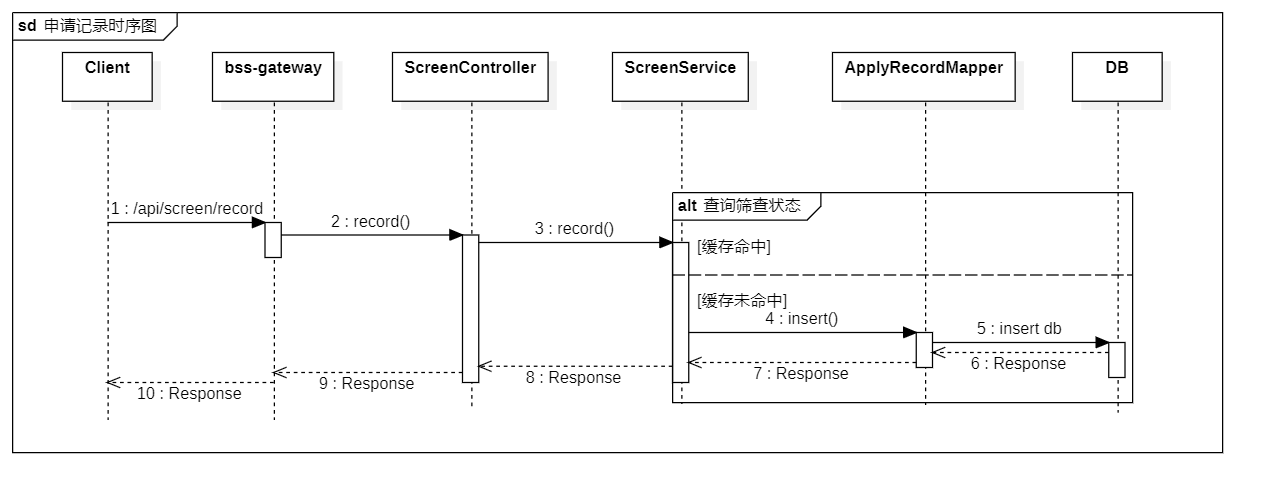 sd 申请记录时序图
Client
bss-gateway
ScreenController
ScreenService
ApplyRecordMapper
DB
1 : /api/screen/record
2 : record()
3 : record()
alt 查询筛查状态
[缓存命中]
[缓存未命中]
4 : insert()
5 : insert db
6 : Response
7 : Response
8 : Response
9 : Response
10 : Response